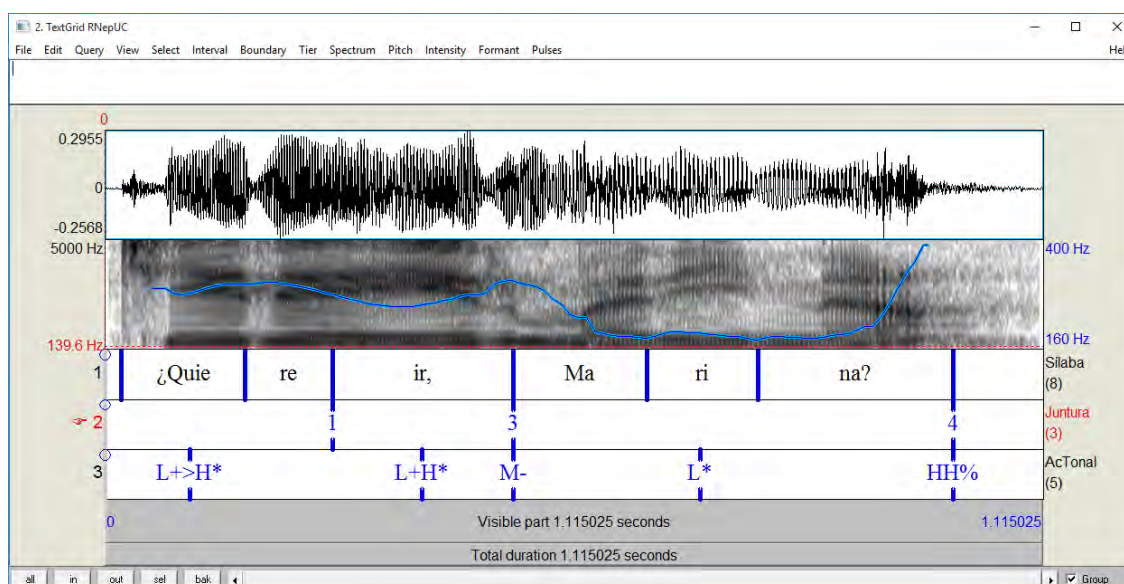 2. TextGrid RNepUC
File Edit Query View Select Interval Boundary Tier Spectrum Pitch Intensity Formant Pulses Hel
0
0.2955
0
-0.2568
5000 Hz 400 Hz
139.6 Hz 160 Hz
1 ¿Quie re ir, Ma ri na? Sílaba
(8)
2 1 3 4 Juntura
(3)
3 L+>H* L+H* M- L* HH% AcTonal
(5)
0 Visible part 1.115025 seconds 1.115025
Total duration 1.115025 seconds
all in out sel bak Group